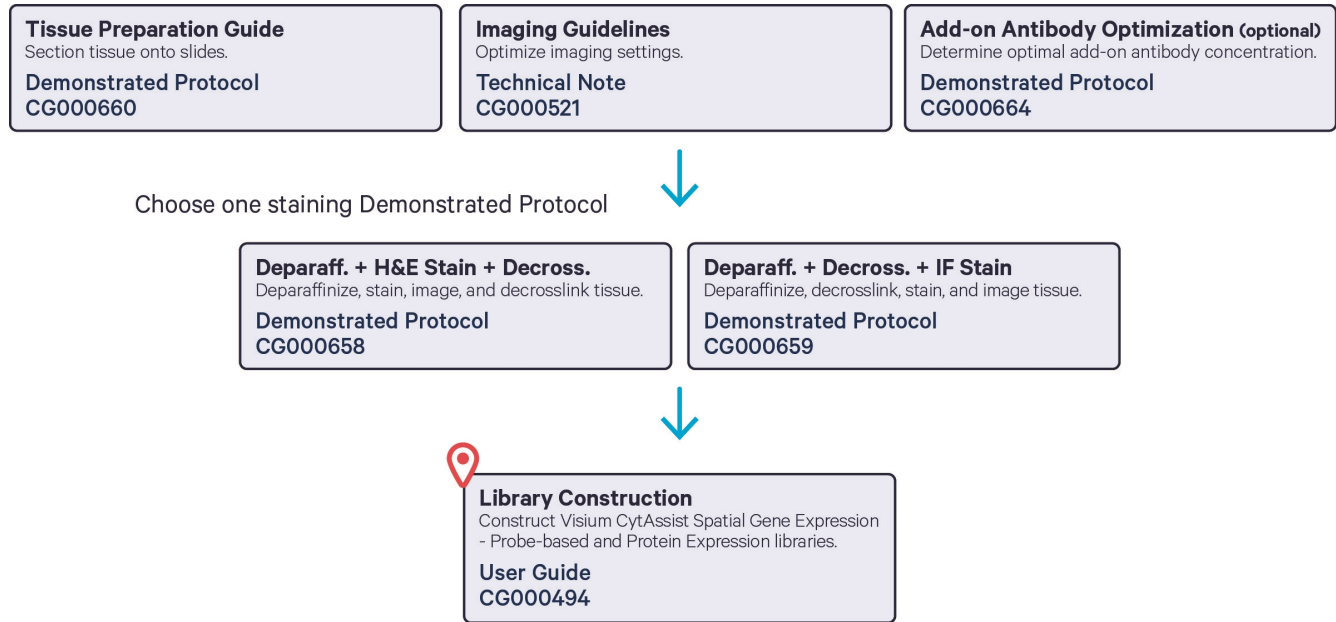 Tissue Preparation Guide
Section tissue onto slides.
Demonstrated Protocol
CG000660
Imaging Guidelines
Optimize imaging settings.
Technical Note
CG000521
Add-on Antibody Optimization (optional)
Determine optimal add-on antibody concentration.
Demonstrated Protocol
CG000664
Choose one staining Demonstrated Protocol
Deparaff. + H&E Stain + Decross.
Deparaffinize, stain, image, and decrosslink tissue.
Demonstrated Protocol
CG000658
Deparaff. + Decross. + IF Stain
Deparaffinize, decrosslink, stain, and image tissue.
Demonstrated Protocol
CG000659
Library Construction
Construct Visium CytAssist Spatial Gene Expression
- Probe-based and Protein Expression libraries.
User Guide
CG000494